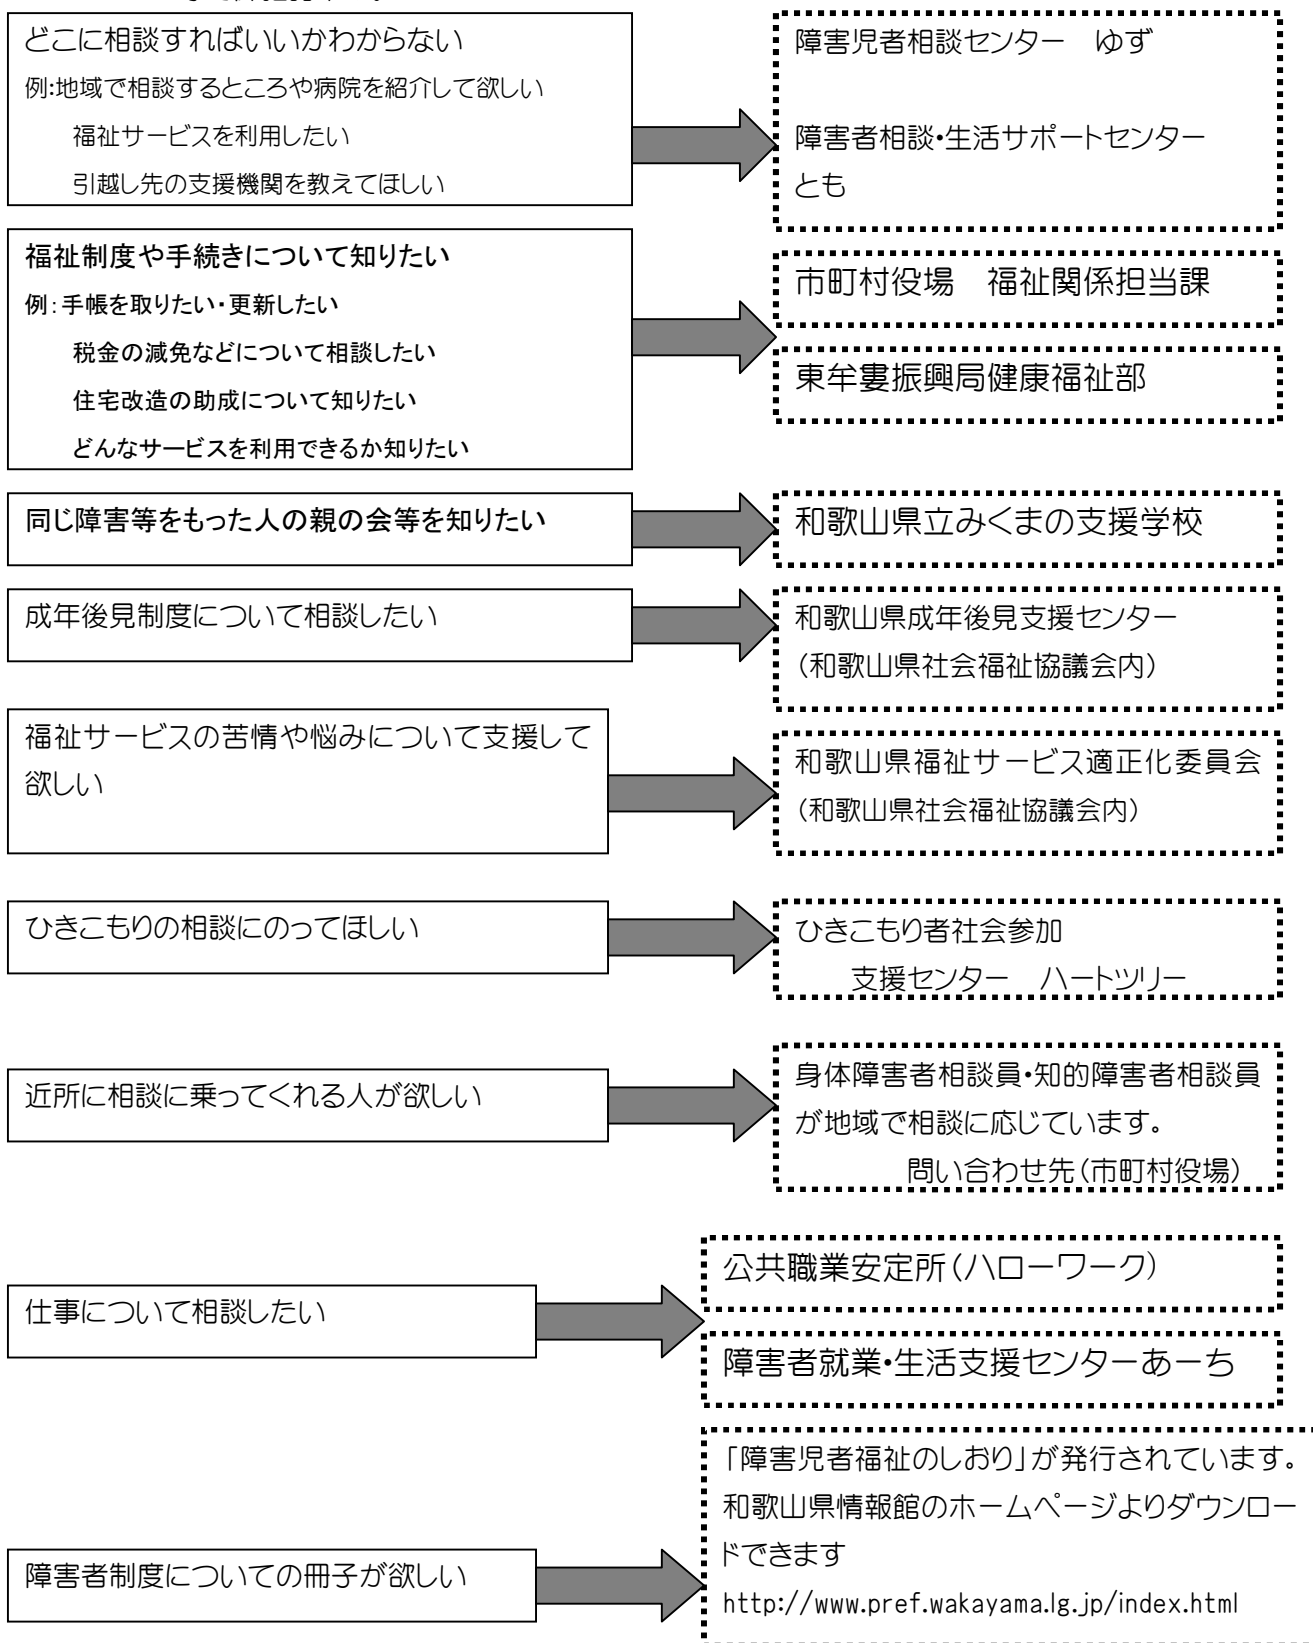 どこに相談すればいいかわからない
例:地域で相談するところや病院を紹介して欲しい
福祉サービスを利用したい
引越し先の支援機関を教えてほしい
障害児者相談センター　ゆず
障害者相談・生活サポートセンター
とも
福祉制度や手続きについて知りたい
例:手帳を取りたい・更新したい
税金の減免などについて相談したい
住宅改造の助成について知りたい
どんなサービスを利用できるか知りたい
市町村役場　福祉関係担当課
東牟婁振興局健康福祉部
同じ障害等をもった人の親の会等を知りたい
和歌山県立みくまの支援学校
成年後見制度について相談したい
和歌山県成年後見支援センター
(和歌山県社会福祉協議会内)
福祉サービスの苦情や悩みについて支援して
欲しい
和歌山県福祉サービス適正化委員会
(和歌山県社会福祉協議会内)
ひきこもりの相談にのってほしい
ひきこもり者社会参加
支援センター　ハートツリー
近所に相談に乗ってくれる人が欲しい
身体障害者相談員・知的障害者相談員
が地域で相談に応じています。
問い合わせ先(市町村役場)
仕事について相談したい
公共職業安定所(ハローワーク)
障害者就業・生活支援センターあーち
障害者制度についての冊子が欲しい
「障害児者福祉のしおり」が発行されています。
和歌山県情報館のホームページよりダウンロー
ドできます
http://www.pref.wakayama.lg.jp/index.html